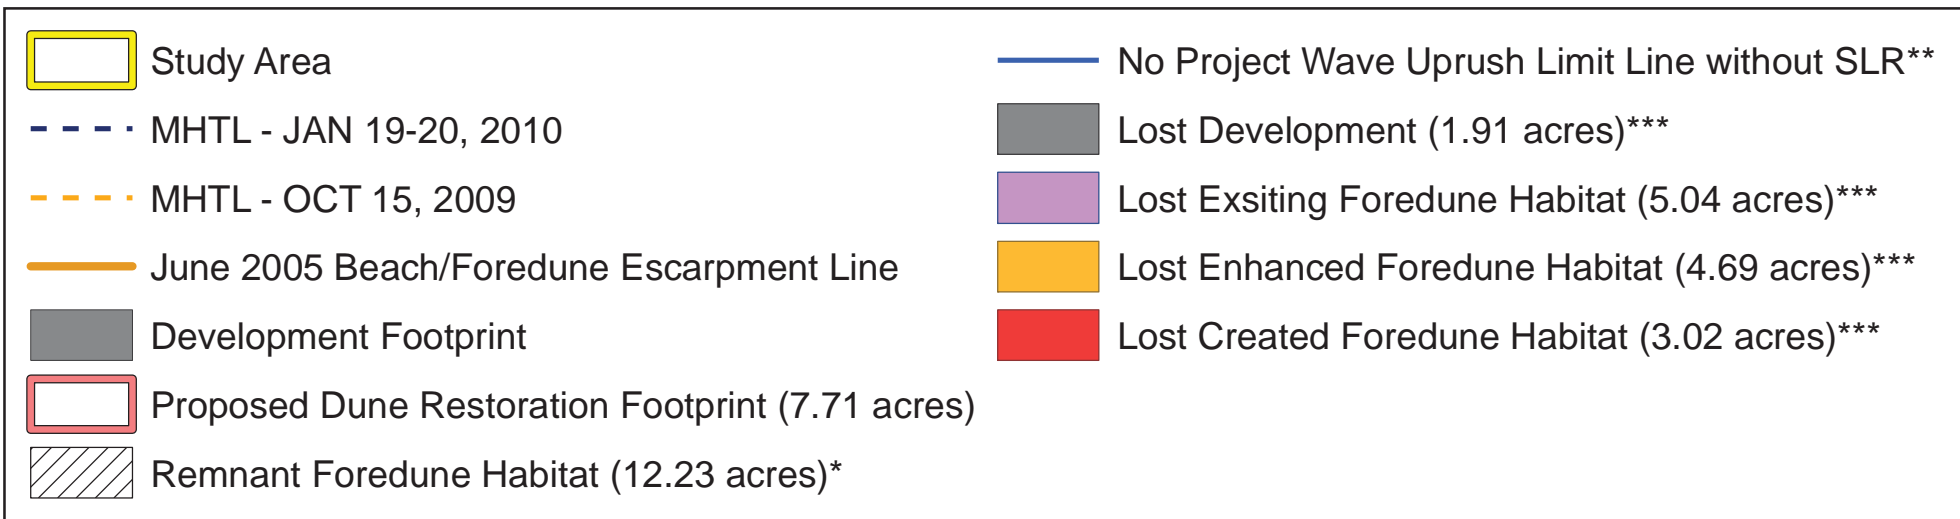 Study Area
MHTL - JAN 19-20, 2010
MHTL - OCT 15, 2009
June 2005 Beach/Foredune Escarpment Line
Development Footprint
Proposed Dune Restoration Footprint (7.71 acres)
Remnant Foredune Habitat (12.23 acres)*
No Project Wave Uprush Limit Line without SLR**
Lost Development (1.91 acres)***
Lost Exsiting Foredune Habitat (5.04 acres)***
Lost Enhanced Foredune Habitat (4.69 acres)***
Lost Created Foredune Habitat (3.02 acres)***